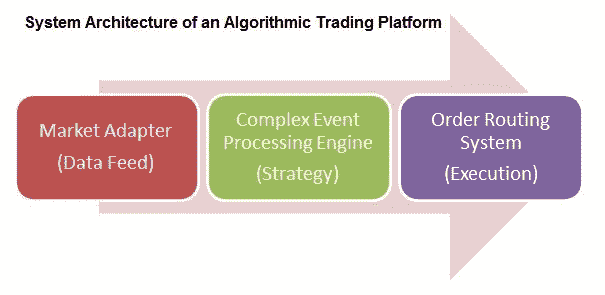 System Architecture of an Algorithmic Trading Platform
Market Adapter
(Data Feed)
Complex Event
Processing Engine
(Strategy)
Order Routing
System
(Execution)